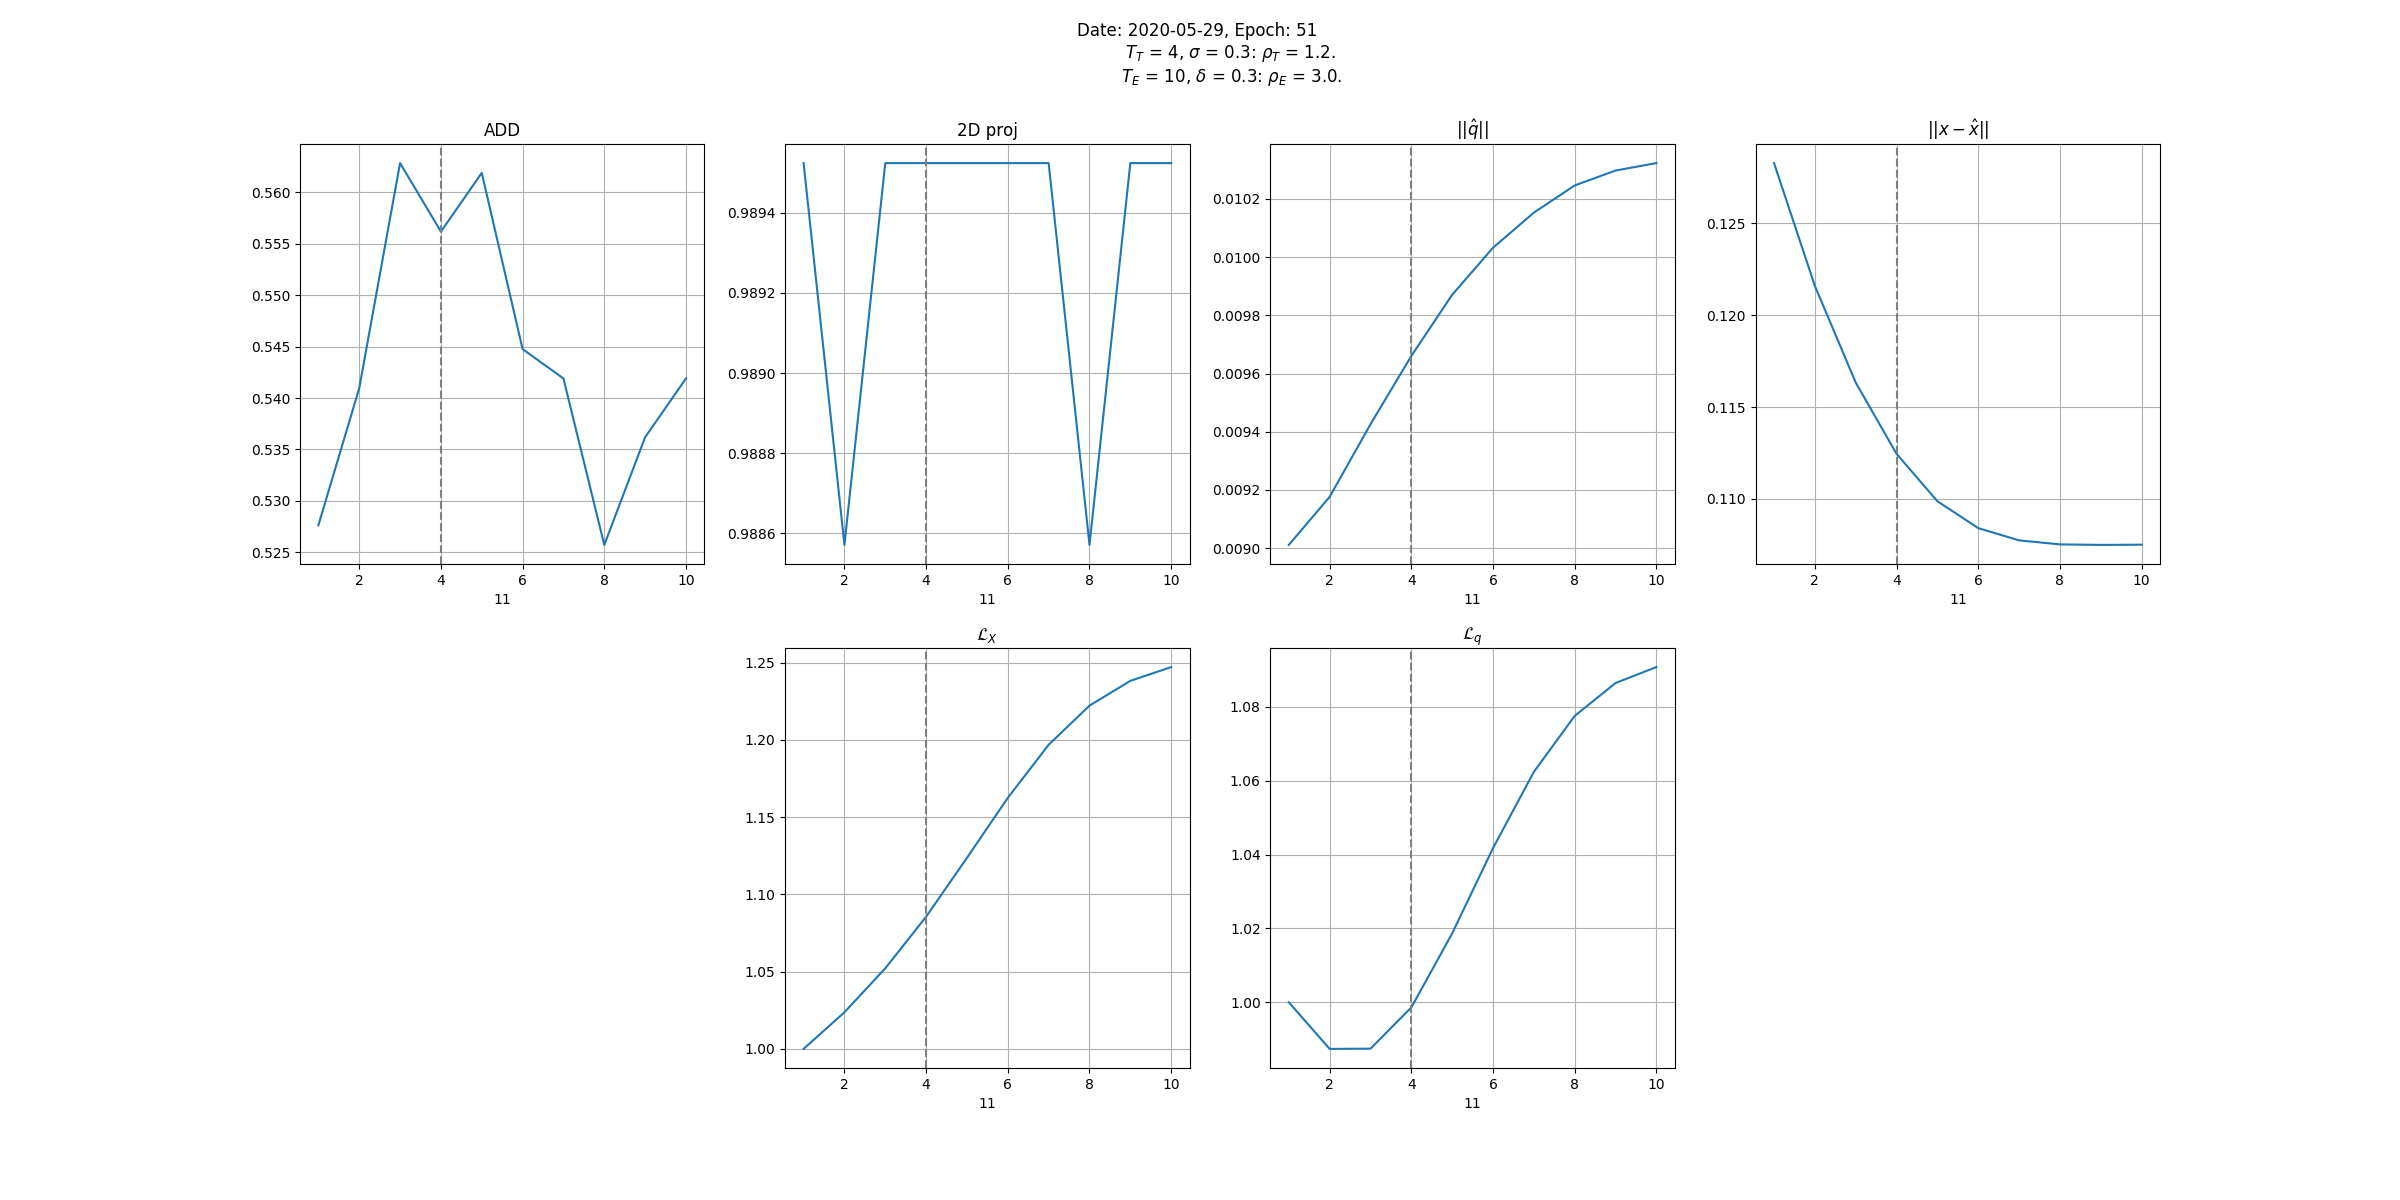 Date: 2020-05-29, Epoch: 51
T_T = 4, σ = 0.3: ρ_T = 1.2.
T_E = 10, δ = 0.3: ρ_E = 3.0.
ADD
0.560
0.555
0.550
0.545
0.540
0.535
0.530
0.525
2 4 6 8 10
11
2D proj
0.9894
0.9892
0.9890
0.9888
0.9886
2 4 6 8 10
11
||q̂||
0.0102
0.0100
0.0098
0.0096
0.0094
0.0092
0.0090
2 4 6 8 10
11
||x − x̂||
0.125
0.120
0.115
0.110
2 4 6 8 10
11
ℒ_X
1.25
1.20
1.15
1.10
1.05
1.00
2 4 6 8 10
11
ℒ_q
1.08
1.06
1.04
1.02
1.00
2 4 6 8 10
11